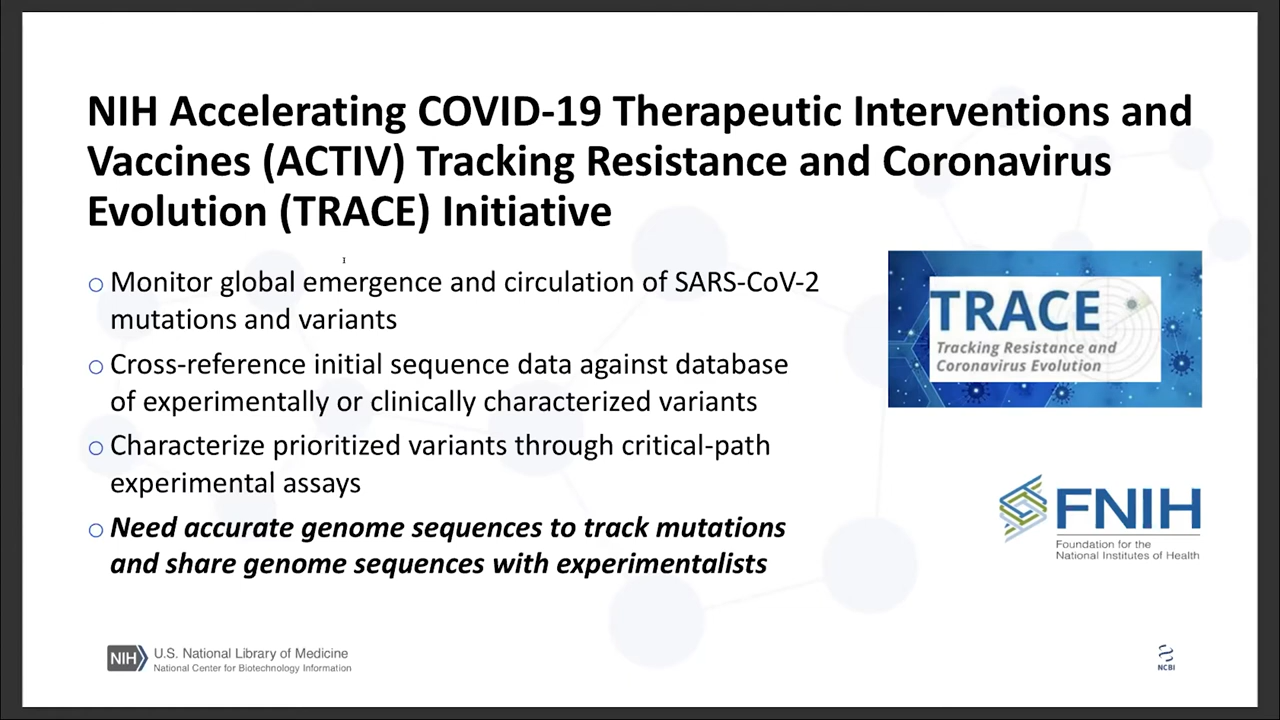 NIH Accelerating COVID-19 Therapeutic Interventions and
Vaccines (ACTIV) Tracking Resistance and Coronavirus
Evolution (TRACE) Initiative
Monitor global emergence and circulation of SARS-CoV-2
mutations and variants
Cross-reference initial sequence data against database
of experimentally or clinically characterized variants
Characterize prioritized variants through critical-path
experimental assays
Need accurate genome sequences to track mutations
and share genome sequences with experimentalists
TRACE
Tracking Resistance and
Coronavirus Evolution
FNIH
Foundation for the
National Institutes of Health
NIH
U.S. National Library of Medicine
National Center for Biotechnology Information
NCBI